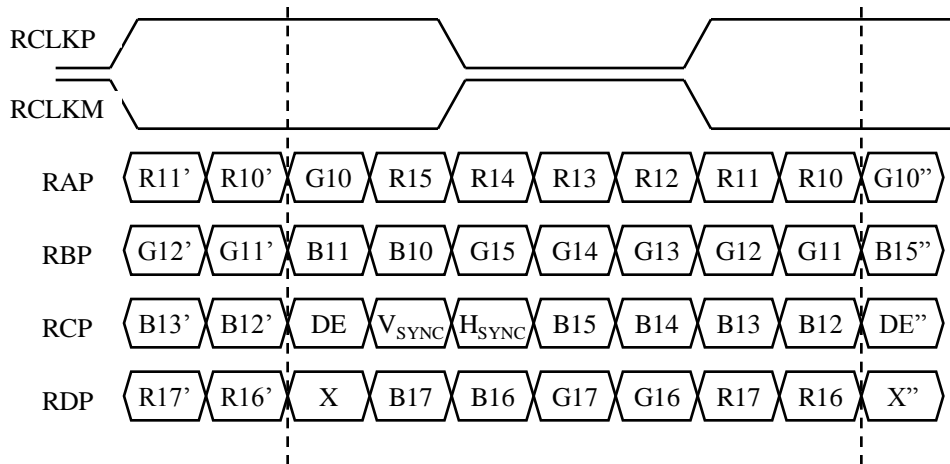 RCLKP
RCLKM
RAP R11’ R10’ G10 R15 R14 R13 R12 R11 R10 G10”
RBP G12’ G11’ B11 B10 G15 G14 G13 G12 G11 B15”
RCP B13’ B12’ DE VSYNC HSYNC B15 B14 B13 B12 DE”
RDP R17’ R16’ X B17 B16 G17 G16 R17 R16 X”